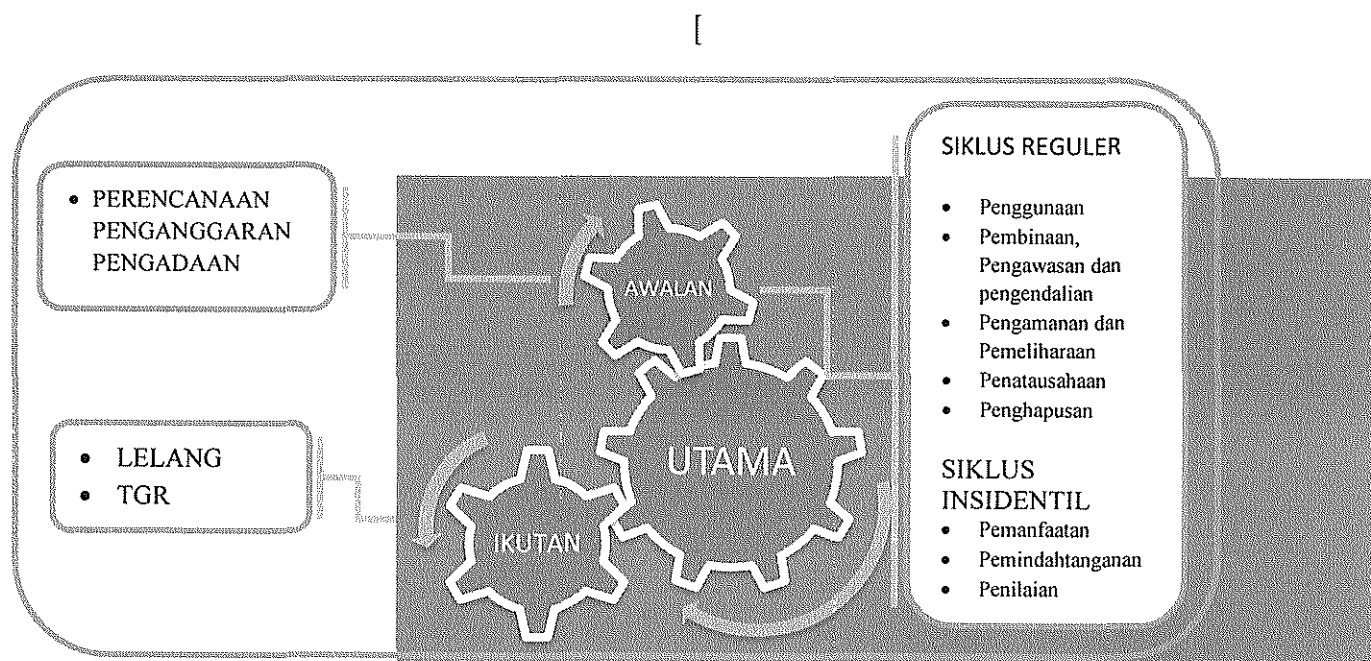 [
• PERENCANAAN
PENGANGGARAN
PENGADAAN
AWALAN
SIKLUS REGULER
• Penggunaan
• Pembinaan,
Pengawasan dan
pengendalian
• Pengamanan dan
Pemeliharaan
• Penatausahaan
• Penghapusan
• LELANG
• TGR
UTAMA
IKUTAN
SIKLUS
INSIDENTIL
• Pemanfaatan
• Pemindahtanganan
• Penilaian